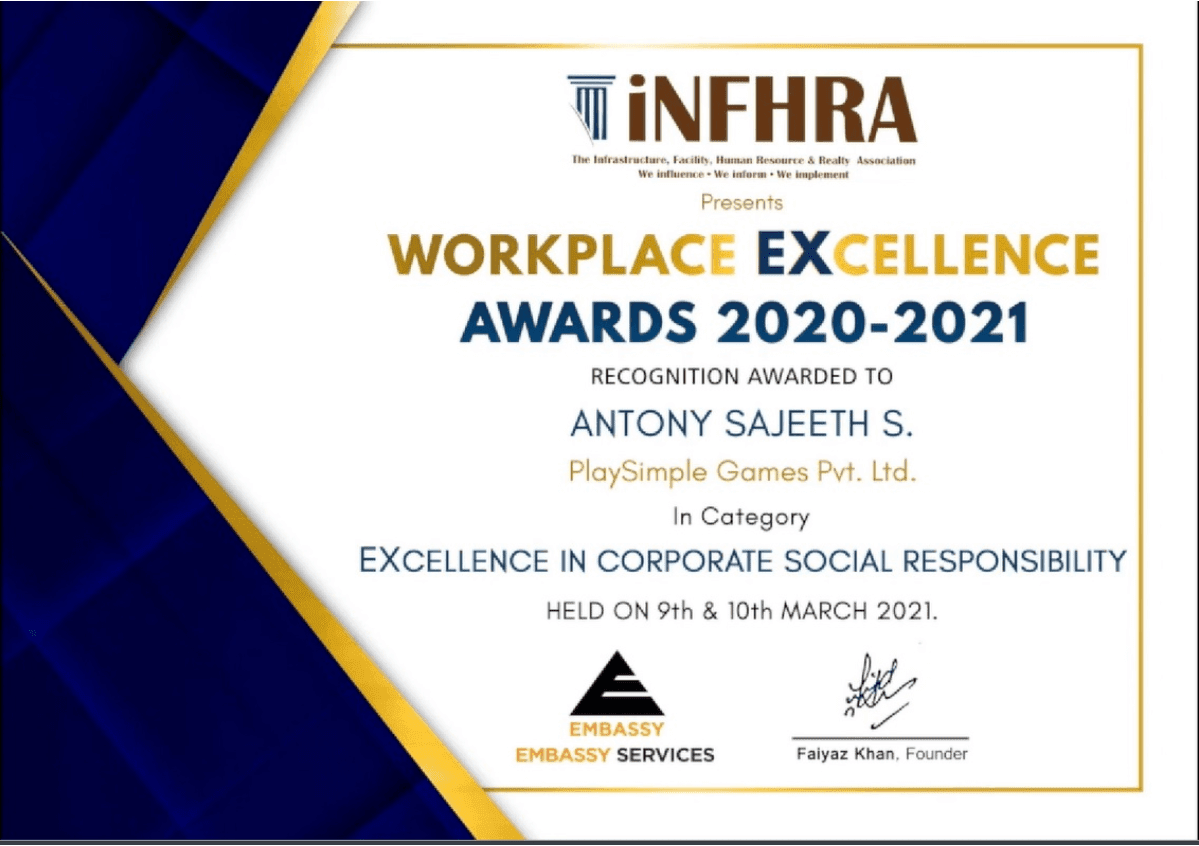 iNFHRA
The Infrastructure, Facility, Human Resource & Realty Association
We influence • We inform • We implement
Presents
WORKPLACE EXCELLENCE
AWARDS 2020-2021
RECOGNITION AWARDED TO
ANTONY SAJEETH S.
PlaySimple Games Pvt. Ltd.
In Category
EXCELLENCE IN CORPORATE SOCIAL RESPONSIBILITY
HELD ON 9th & 10th MARCH 2021.
EMBASSY
EMBASSY SERVICES
Faiyaz Khan, Founder